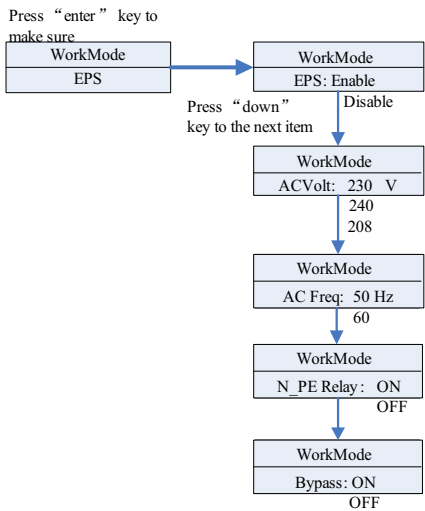 Press “enter” key to
make sure
WorkMode
EPS
WorkMode
EPS: Enable
Disable
Press “down”
key to the next item
WorkMode
ACVolt: 230 V
240
208
WorkMode
AC Freq: 50 Hz
60
WorkMode
N_PE Relay: ON
OFF
WorkMode
Bypass: ON
OFF